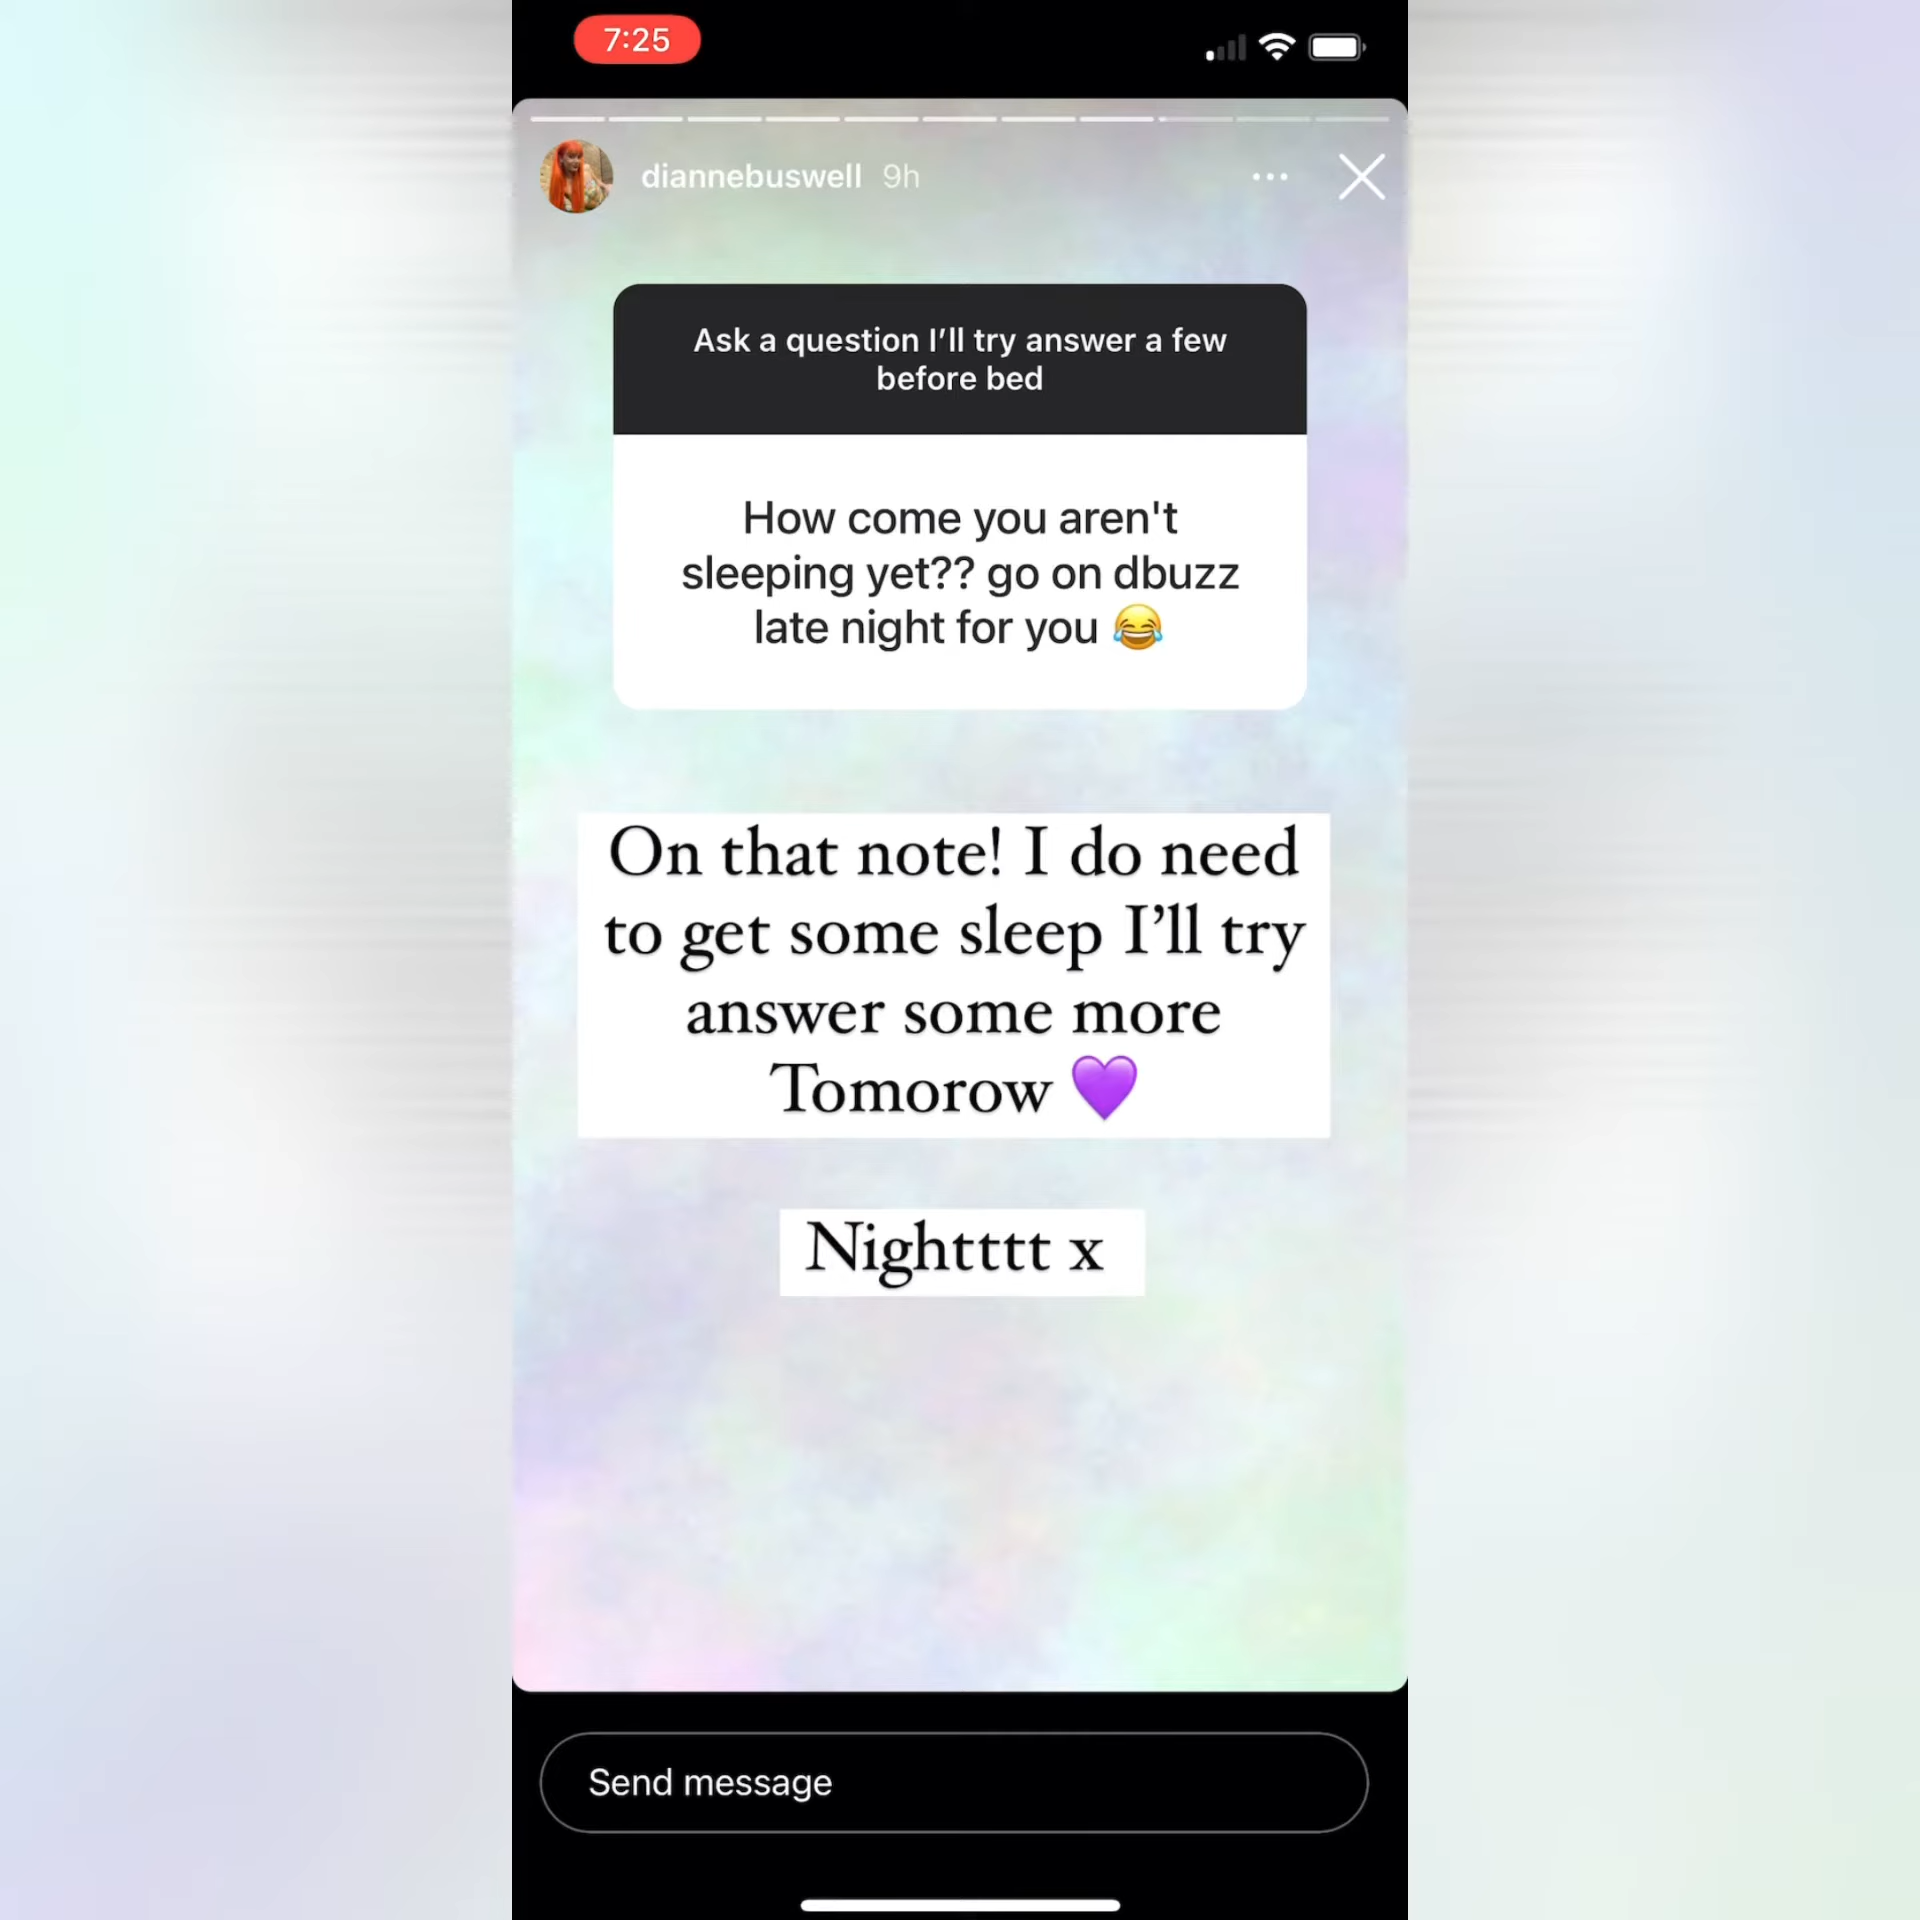 7:25
diannebuswell 9h
Ask a question I’ll try answer a few
before bed
How come you aren't
sleeping yet?? go on dbuzz
late night for you 😂
On that note! I do need
to get some sleep I’ll try
answer some more
Tomorow 💜
Nightttt x
Send message